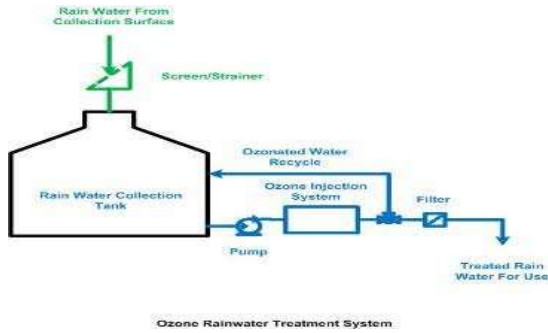 Rain Water From
Collection Surface
Screen/Strainer
Ozonated Water
Recycle
Rain Water Collection
Tank
Ozone Injection
System
Filter
Pump
Treated Rain
Water For Use
Ozone Rainwater Treatment System